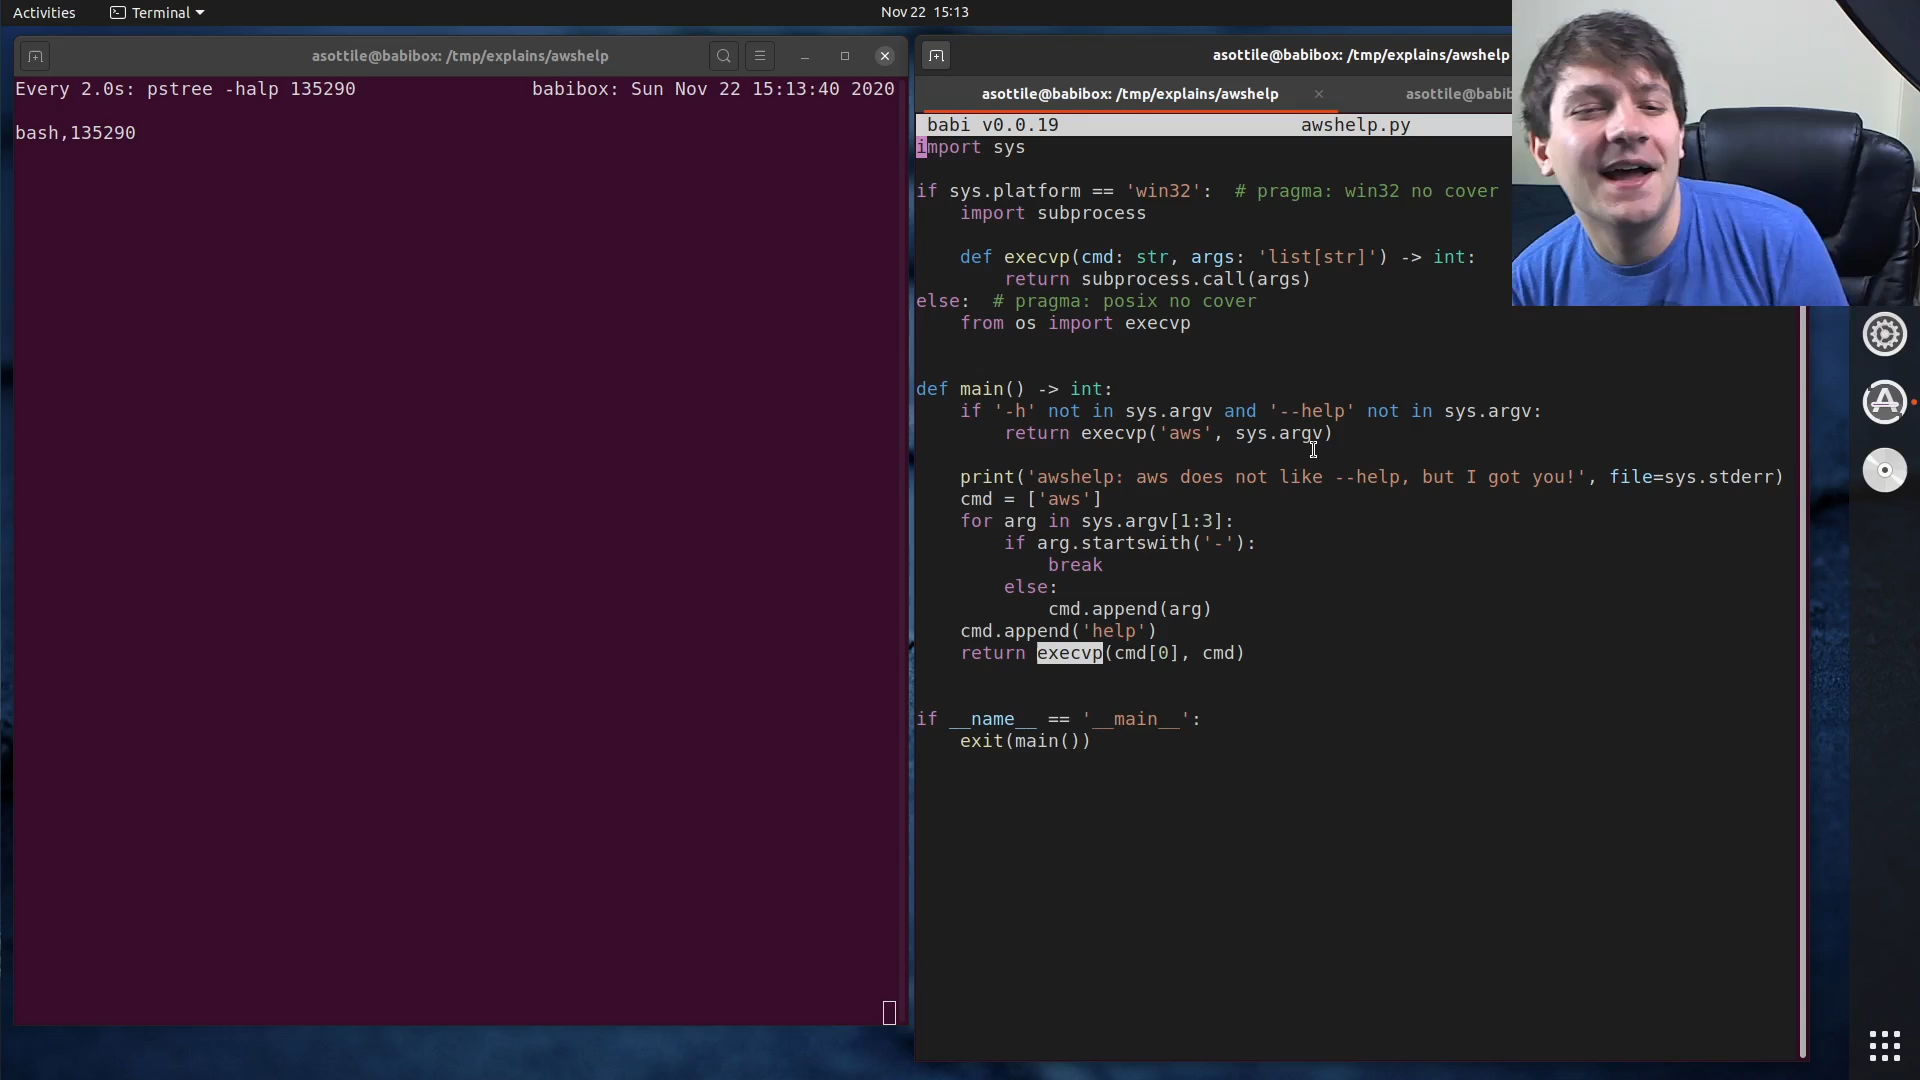 Activities
Terminal
Nov 22 15:13
asottile@babibox: /tmp/explains/awshelp
Every 2.0s: pstree -halp 135290
babibox: Sun Nov 22 15:13:40 2020
bash,135290
asottile@babibox: /tmp/explains/awshelp
asottile@babibox: /tmp/explains/awshelp
asottile@babib
babi v0.0.19
awshelp.py
import sys
if sys.platform == 'win32':  # pragma: win32 no cover
    import subprocess
    def execvp(cmd: str, args: 'list[str]') -> int:
        return subprocess.call(args)
else:  # pragma: posix no cover
    from os import execvp
def main() -> int:
    if '-h' not in sys.argv and '--help' not in sys.argv:
        return execvp('aws', sys.argv)
    print('awshelp: aws does not like --help, but I got you!', file=sys.stderr)
    cmd = ['aws']
    for arg in sys.argv[1:3]:
        if arg.startswith('-'):
            break
        else:
            cmd.append(arg)
    cmd.append('help')
    return execvp(cmd[0], cmd)
if __name__ == '__main__':
    exit(main())